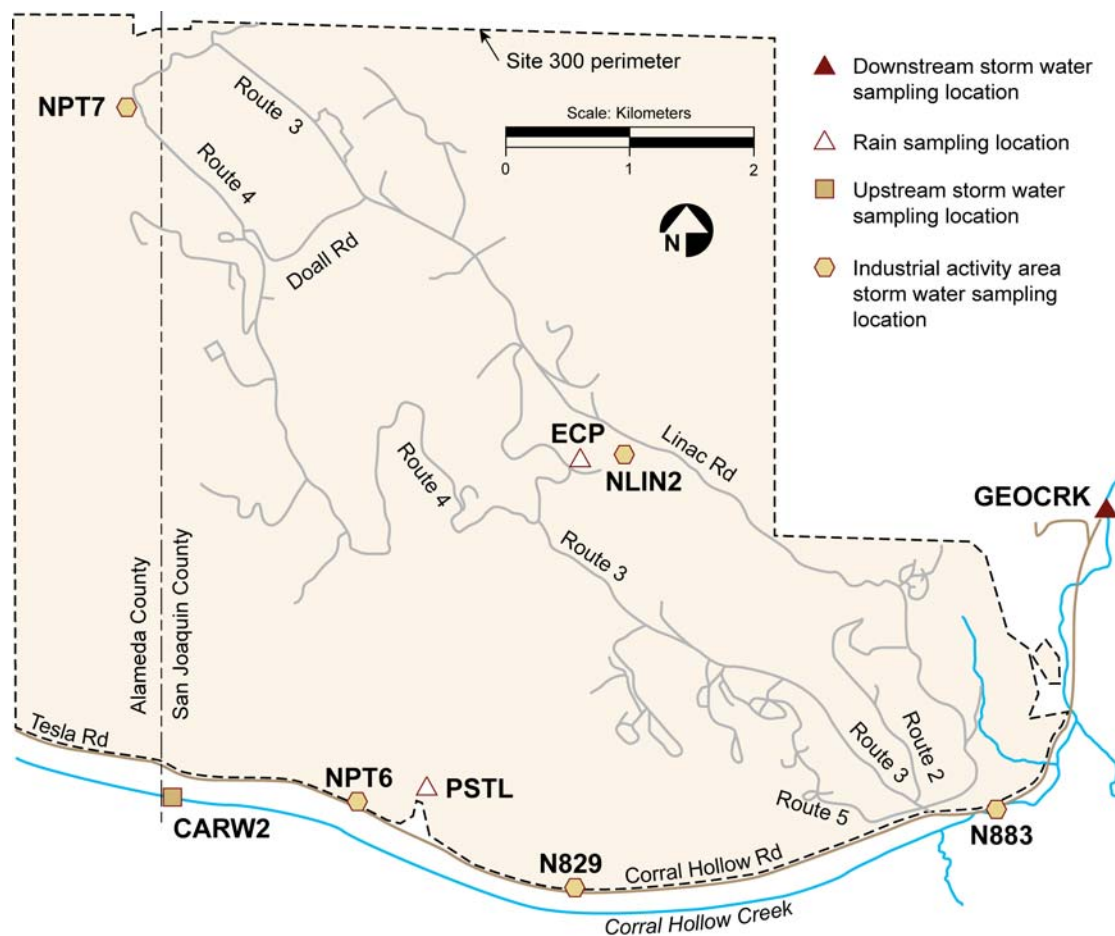 Site 300 perimeter
Scale: Kilometers
0
1
2
N
Downstream storm water
sampling location
Rain sampling location
Upstream storm water
sampling location
Industrial activity area
storm water sampling
location
NPT7
Route 3
Route 4
Doall Rd
ECP
NLIN2
Linac Rd
Route 4
Route 3
GEOCRK
Alameda County
San Joaquin County
Tesla Rd
CARW2
NPT6
PSTL
Route 3
Route 2
Route 5
N829
Corral Hollow Rd
N883
Corral Hollow Creek